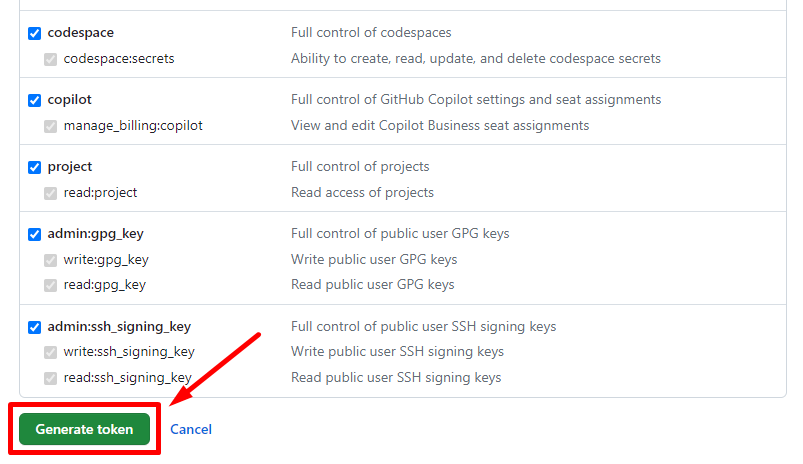 codespace Full control of codespaces
codespace:secrets Ability to create, read, update, and delete codespace secrets
copilot Full control of GitHub Copilot settings and seat assignments
manage_billing:copilot View and edit Copilot Business seat assignments
project Full control of projects
read:project Read access of projects
admin:gpg_key Full control of public user GPG keys
write:gpg_key Write public user GPG keys
read:gpg_key Read public user GPG keys
admin:ssh_signing_key Full control of public user SSH signing keys
write:ssh_signing_key Write public user SSH signing keys
read:ssh_signing_key Read public user SSH signing keys
Generate token Cancel